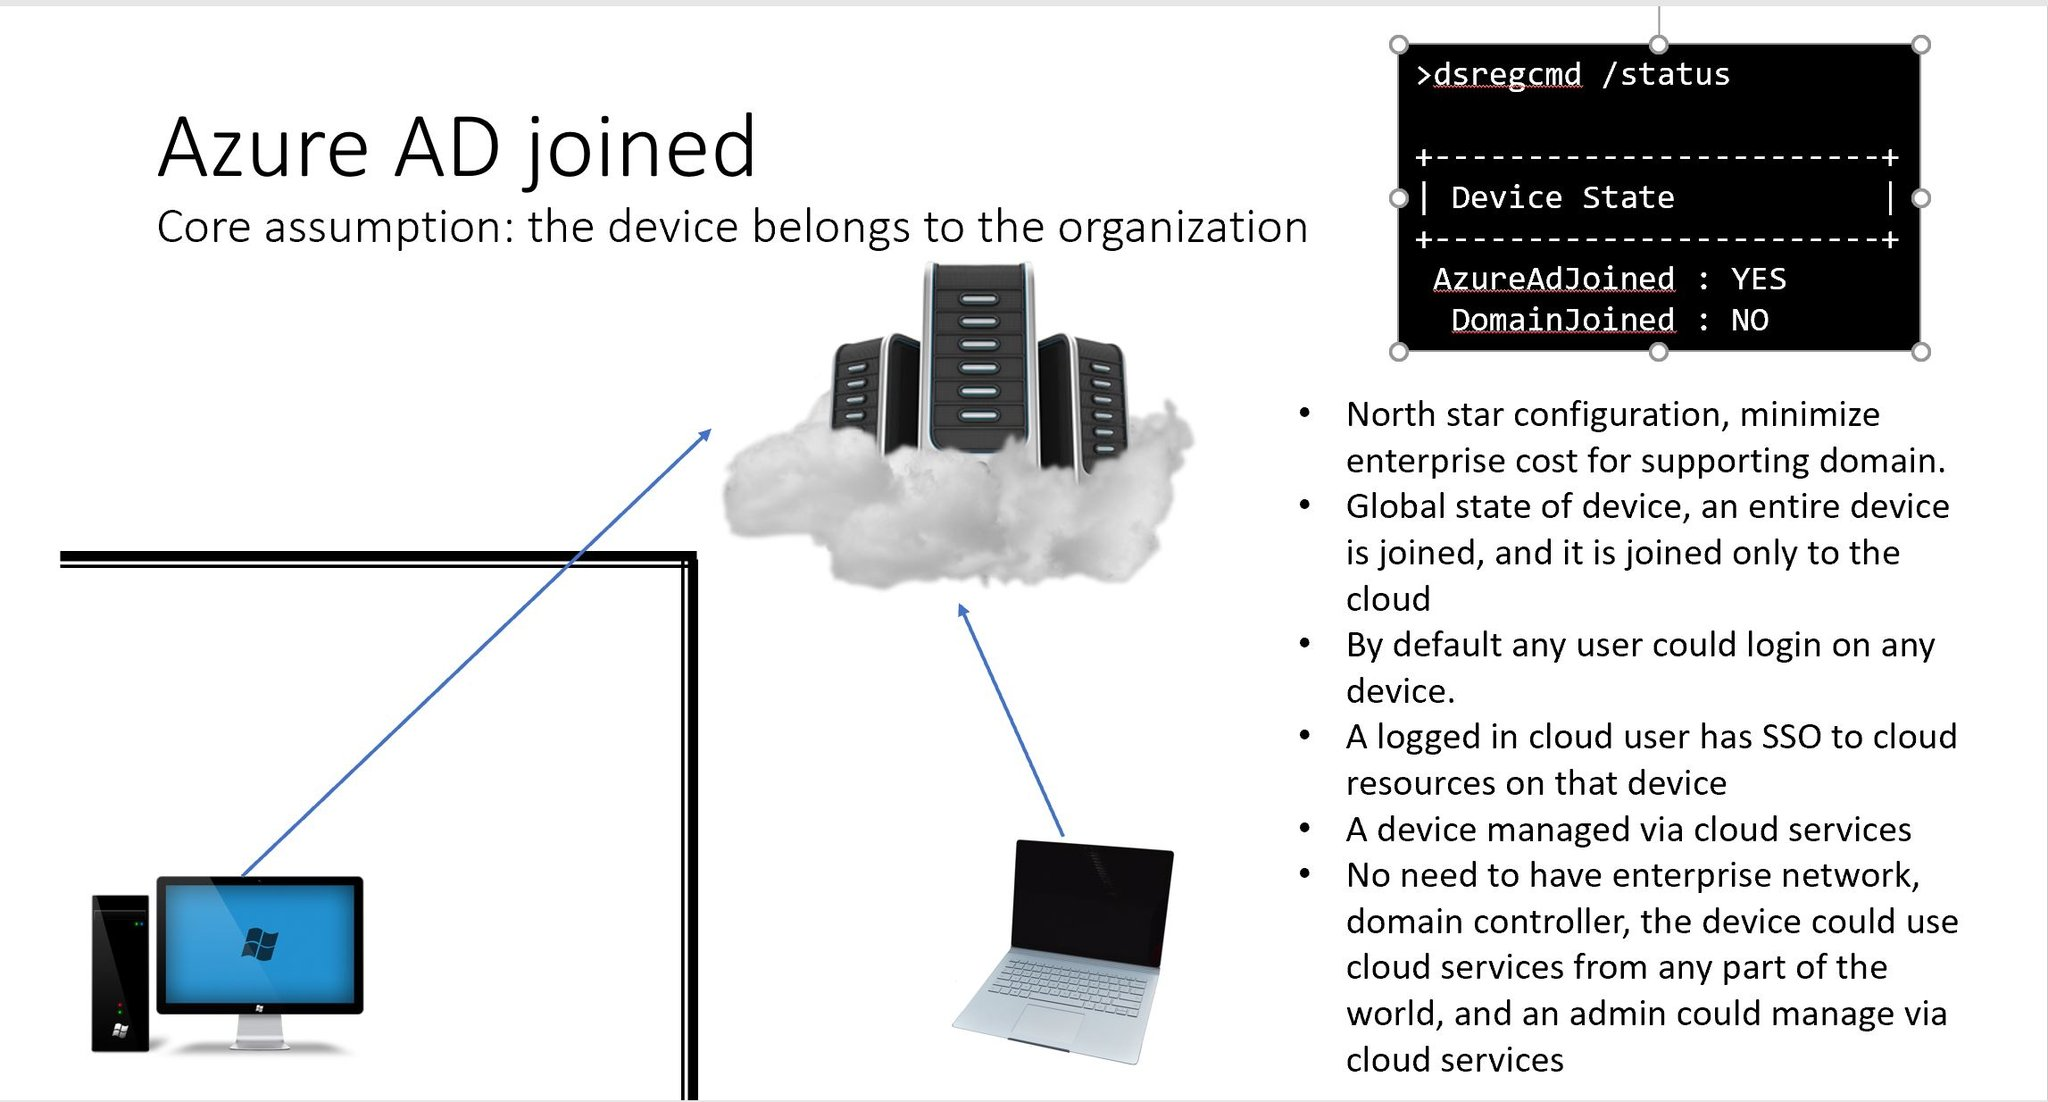 Azure AD joined
Core assumption: the device belongs to the organization
>dsregcmd /status
+------------------------+
| Device State |
+------------------------+
AzureAdJoined : YES
DomainJoined : NO
• North star configuration, minimize
enterprise cost for supporting domain.
• Global state of device, an entire device
is joined, and it is joined only to the
cloud
• By default any user could login on any
device.
• A logged in cloud user has SSO to cloud
resources on that device
• A device managed via cloud services
• No need to have enterprise network,
domain controller, the device could use
cloud services from any part of the
world, and an admin could manage via
cloud services